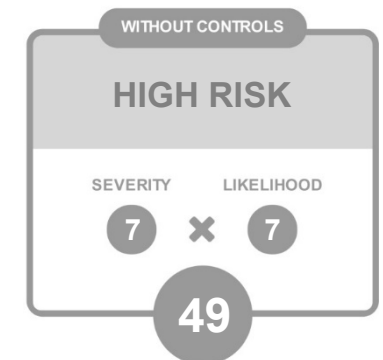 WITHOUT CONTROLS
HIGH RISK
SEVERITY LIKELIHOOD
7 × 7
49